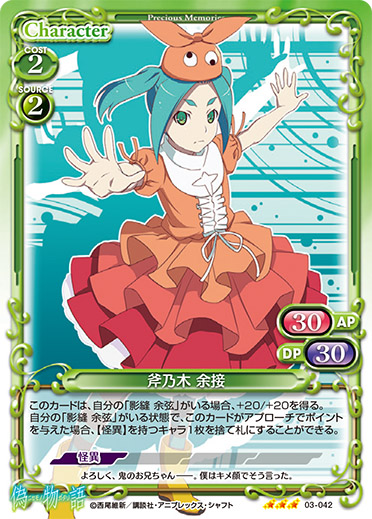 Precious Memories
Character
COST
2
SOURCE
2
30 AP
DP 30
斧乃木 余接
このカードは、自分の「影縫 余弦」がいる場合、+20/+20を得る。
自分の「影縫 余弦」がいる状態で、このカードがアプローチでポイント
を与えた場合、【怪異】を持つキャラ1枚を捨て札にすることができる。
怪異
よろしく、鬼のお兄ちゃん――。僕はキメ顔でそう言った。
偽物語
©西尾維新／講談社・アニプレックス・シャフト
★★★ 03-042